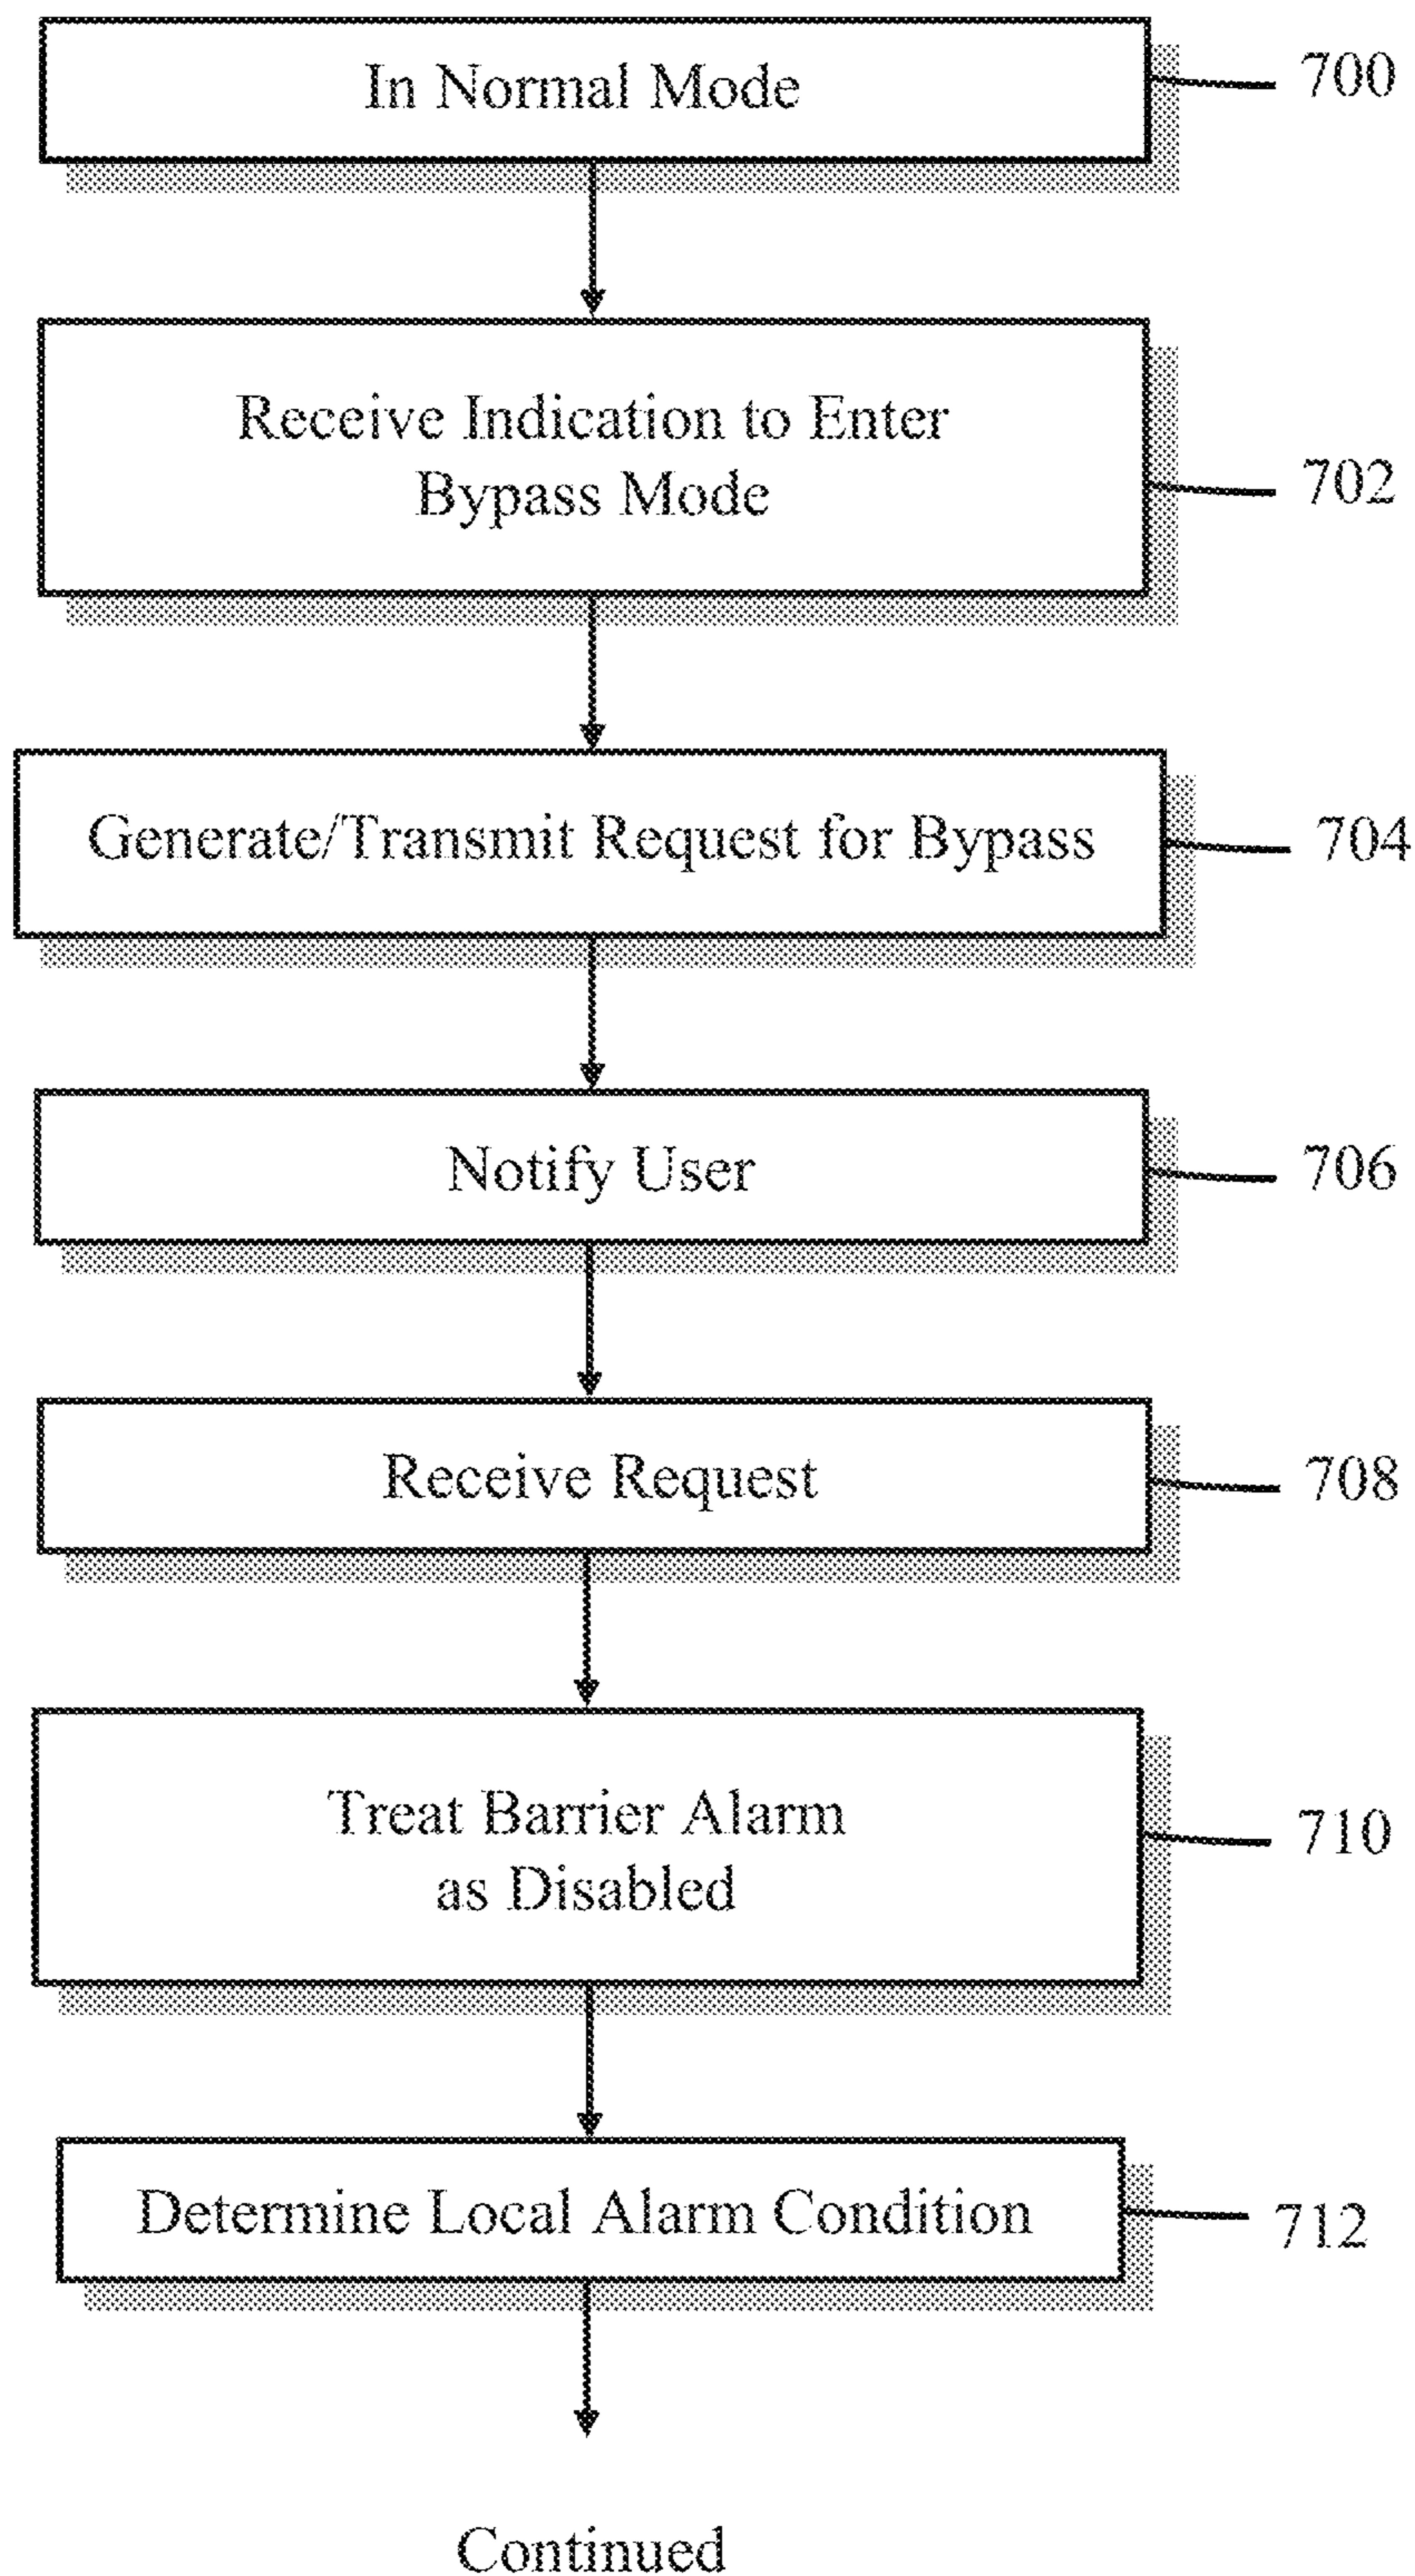 In Normal Mode
700
Receive Indication to Enter
Bypass Mode
702
Generate/Transmit Request for Bypass
704
Notify User
706
Receive Request
708
Treat Barrier Alarm
as Disabled
710
Determine Local Alarm Condition
712
Continued